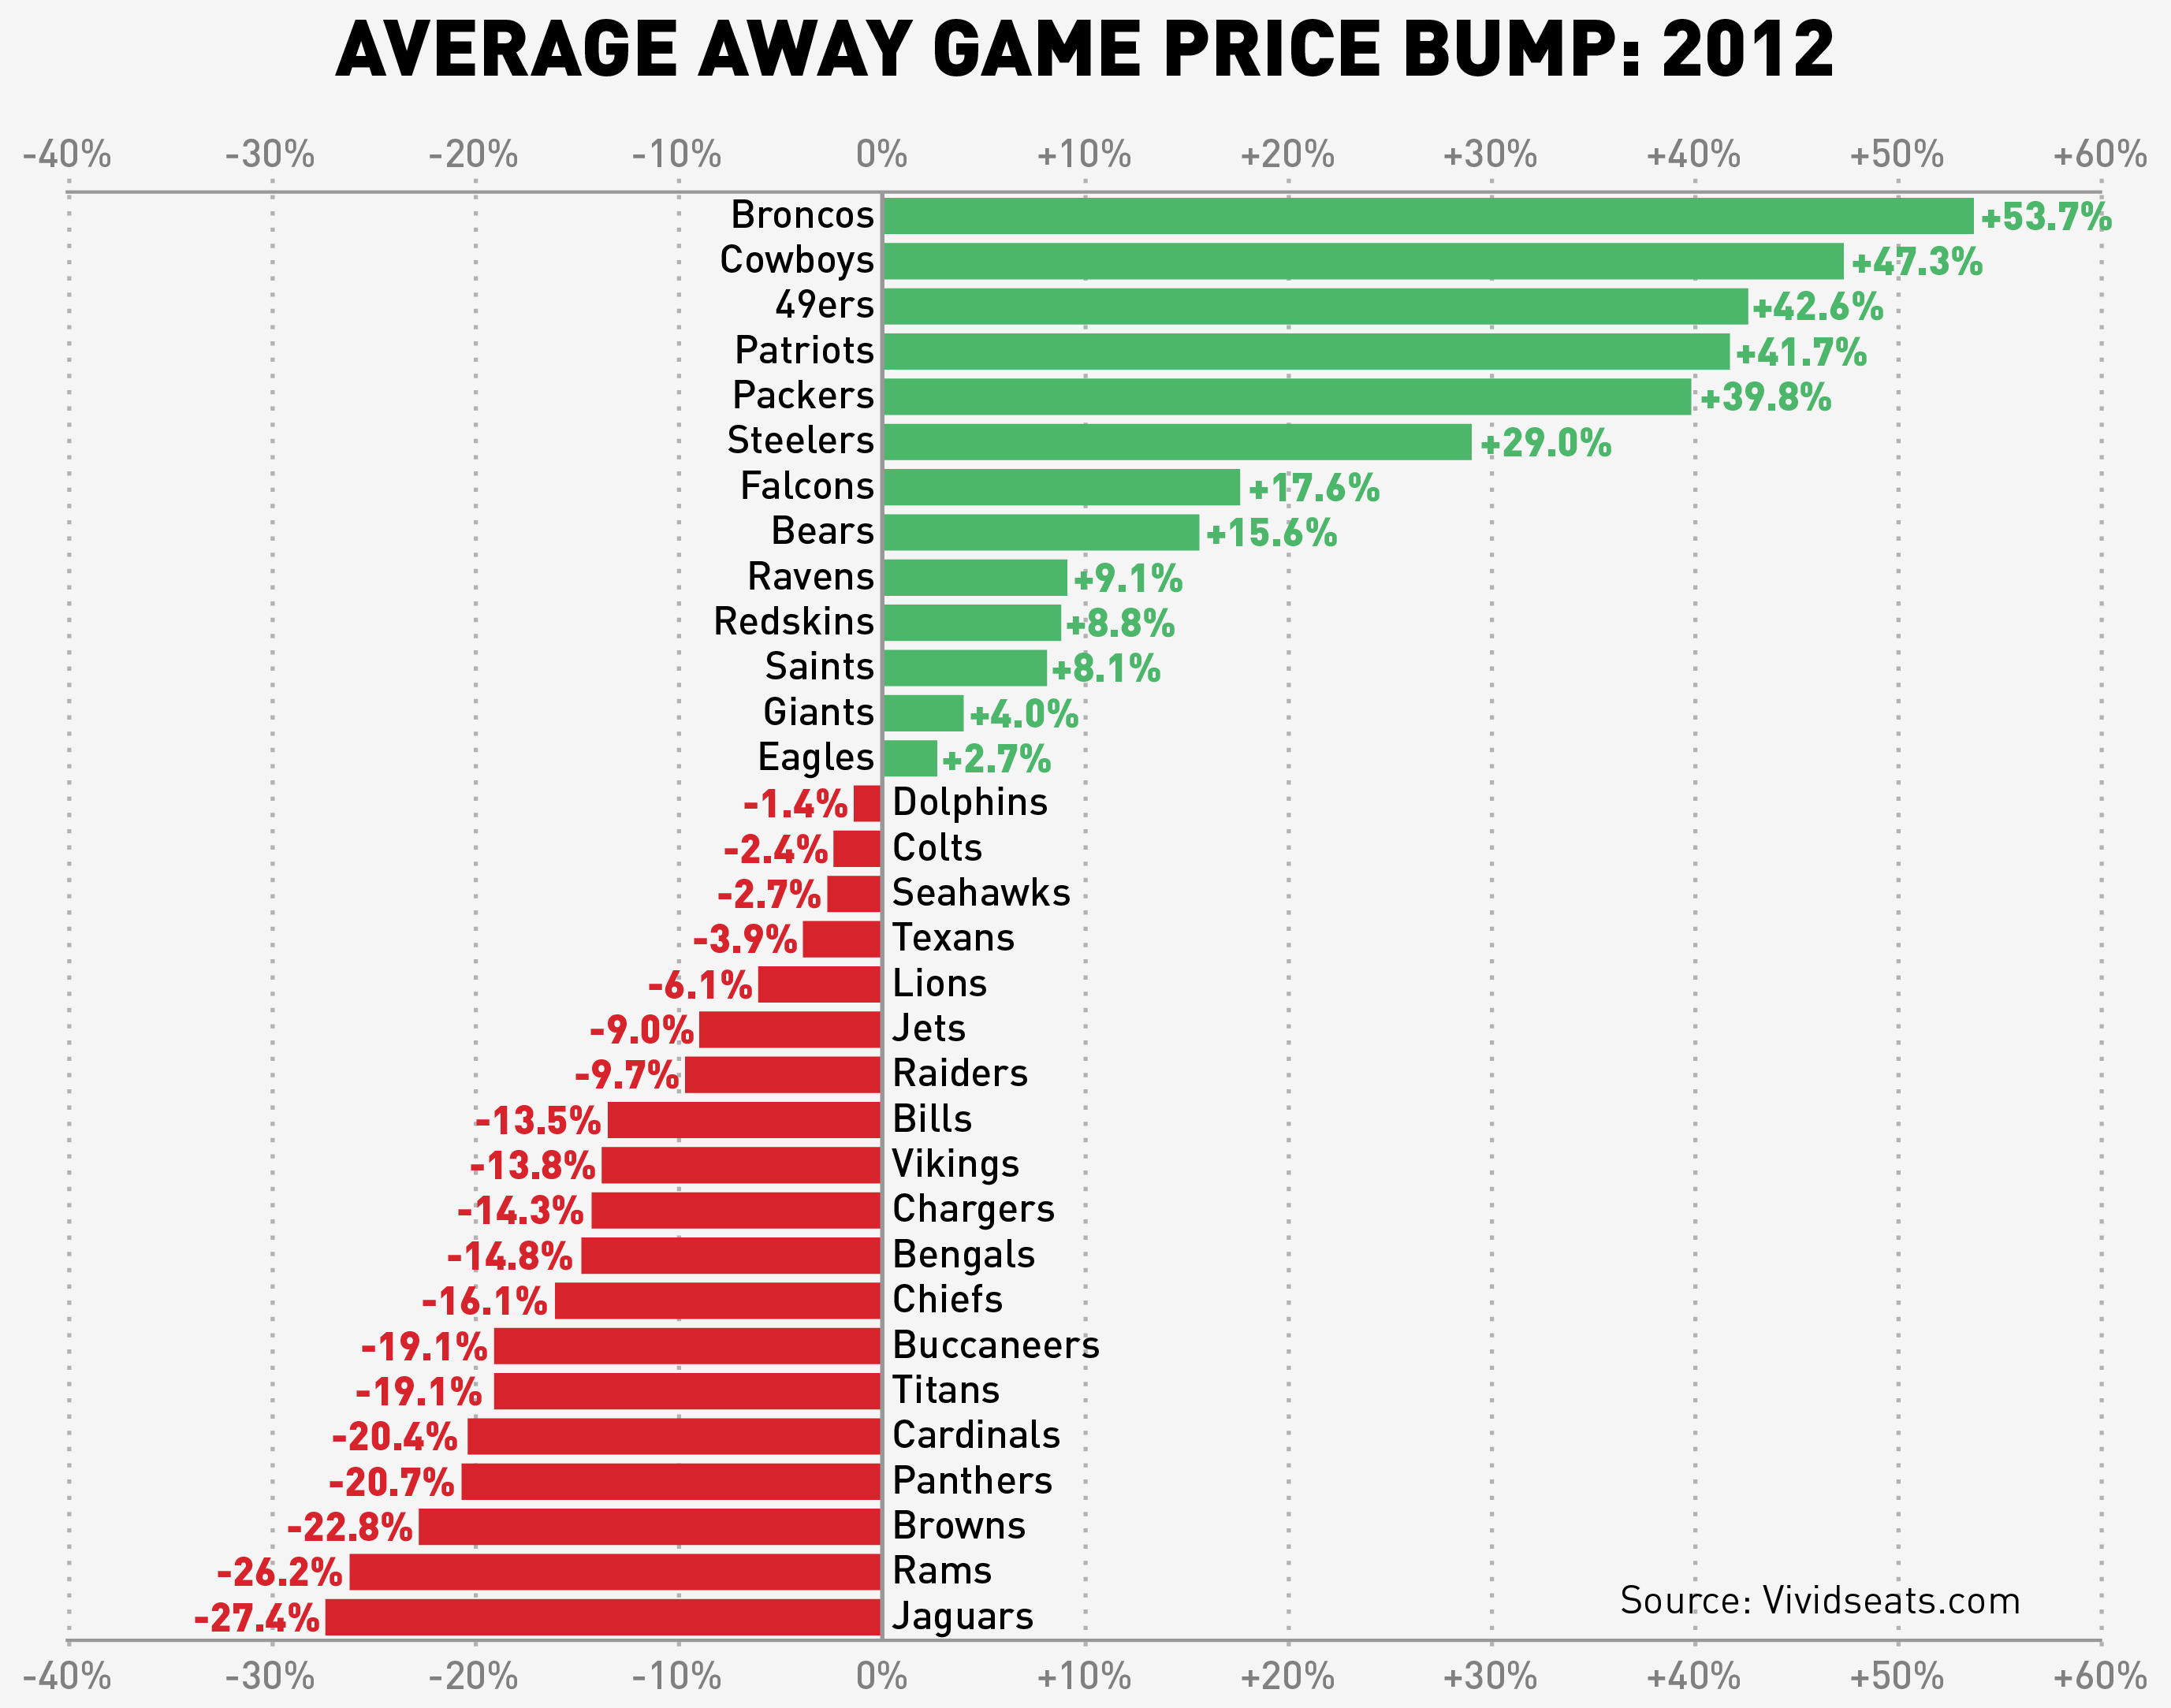 AVERAGE AWAY GAME PRICE BUMP: 2012
-40% -30% -20% -10% 0% +10% +20% +30% +40% +50% +60%
Broncos +53.7%
Cowboys +47.3%
49ers +42.6%
Patriots +41.7%
Packers +39.8%
Steelers +29.0%
Falcons +17.6%
Bears +15.6%
Ravens +9.1%
Redskins +8.8%
Saints +8.1%
Giants +4.0%
Eagles +2.7%
-1.4% Dolphins
-2.4% Colts
-2.7% Seahawks
-3.9% Texans
-6.1% Lions
-9.0% Jets
-9.7% Raiders
-13.5% Bills
-13.8% Vikings
-14.3% Chargers
-14.8% Bengals
-16.1% Chiefs
-19.1% Buccaneers
-19.1% Titans
-20.4% Cardinals
-20.7% Panthers
-22.8% Browns
-26.2% Rams
Source: Vividseats.com
-27.4% Jaguars
-40% -30% -20% -10% 0% +10% +20% +30% +40% +50% +60%